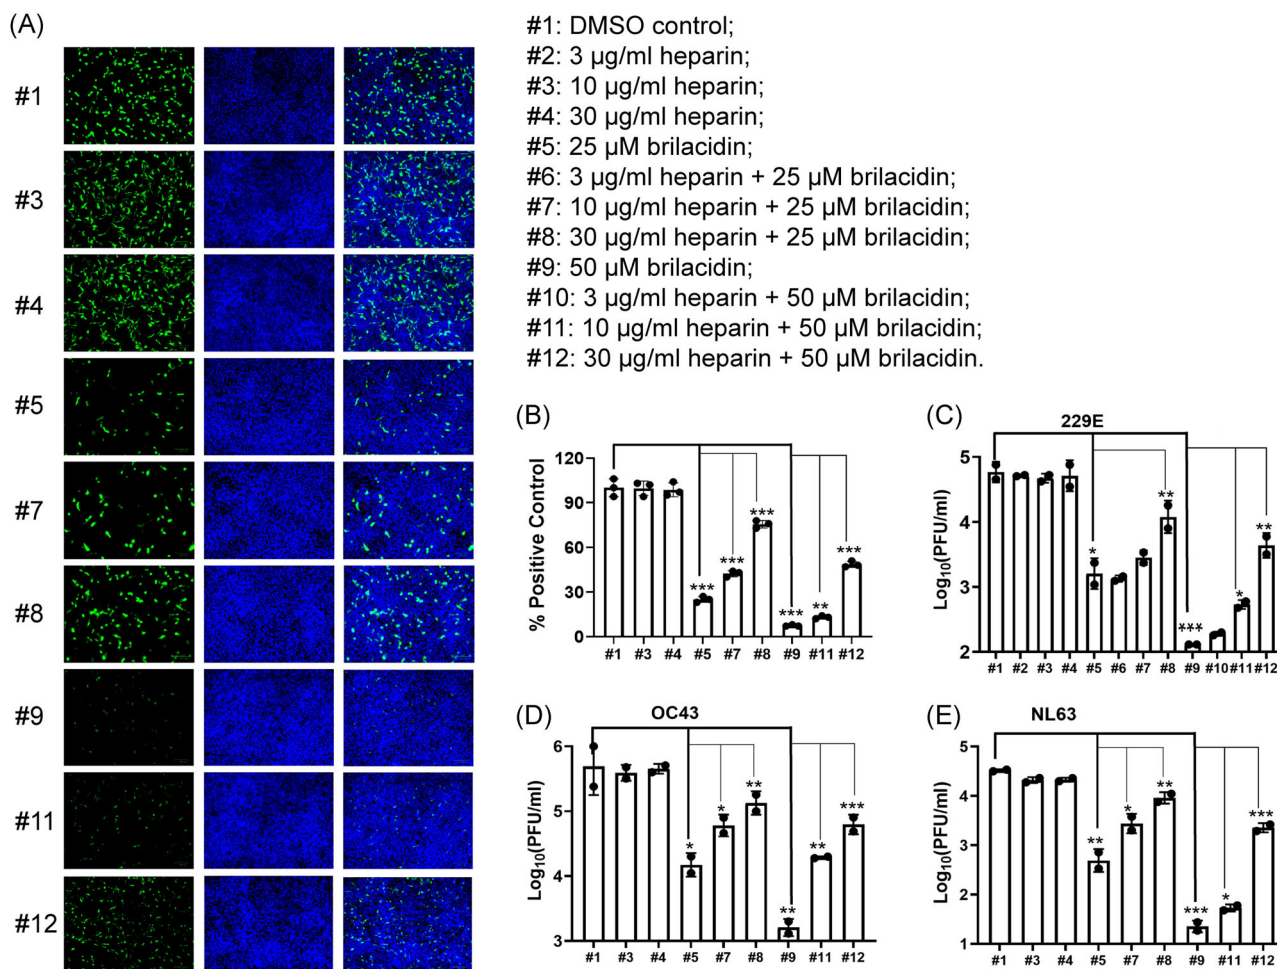 (A)
#1
#3
#4
#5
#7
#8
#9
#11
#12
#1: DMSO control;
#2: 3 µg/ml heparin;
#3: 10 µg/ml heparin;
#4: 30 µg/ml heparin;
#5: 25 µM brilacidin;
#6: 3 µg/ml heparin + 25 µM brilacidin;
#7: 10 µg/ml heparin + 25 µM brilacidin;
#8: 30 µg/ml heparin + 25 µM brilacidin;
#9: 50 µM brilacidin;
#10: 3 µg/ml heparin + 50 µM brilacidin;
#11: 10 µg/ml heparin + 50 µM brilacidin;
#12: 30 µg/ml heparin + 50 µM brilacidin.
(B)
% Positive Control
120
90
60
30
0
*** *** *** *** ** ***
#1 #3 #4 #5 #7 #8 #9 #11 #12
(C)
229E
Log10(PFU/ml)
5
4
3
2
* ** *** * **
#1 #2 #3 #4 #5 #6 #7 #8 #9 #10 #11 #12
(D)
OC43
Log10(PFU/ml)
6
5
4
3
* * ** ** ** ***
#1 #3 #4 #5 #7 #8 #9 #11 #12
(E)
NL63
Log10(PFU/ml)
5
4
3
2
1
** * ** *** * ***
#1 #3 #4 #5 #7 #8 #9 #11 #12